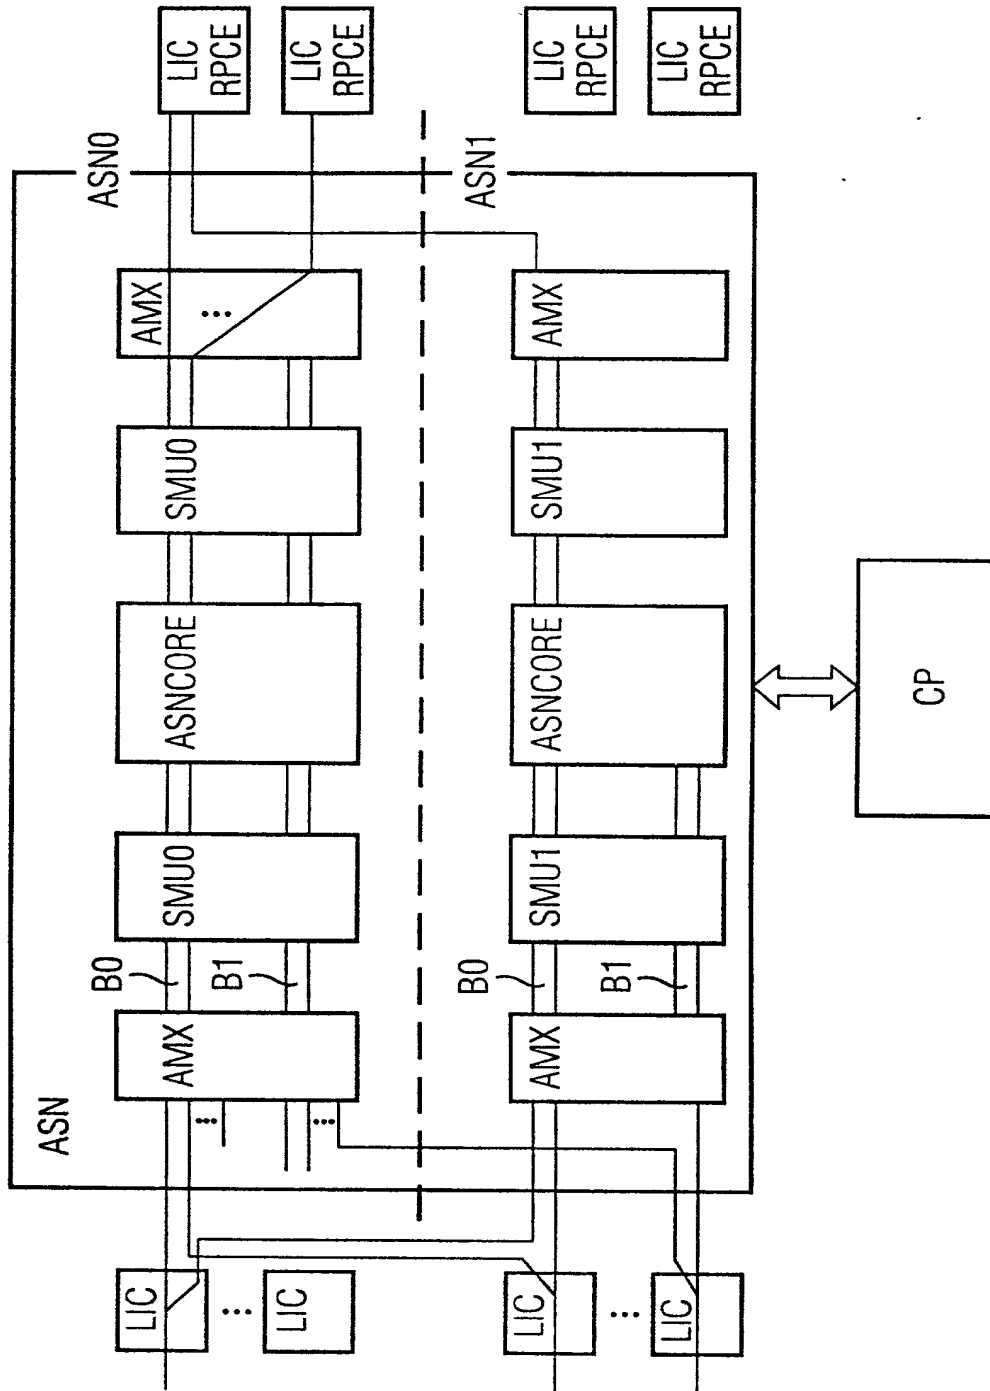 ASN
ASN0
ASN1
LIC
LIC
LIC
LIC
AMX
B0
B1
SMU0
ASNCORE
SMU0
AMX
LIC
RPCE
LIC
RPCE
AMX
B0
B1
SMU1
ASNCORE
SMU1
AMX
LIC
RPCE
LIC
RPCE
CP